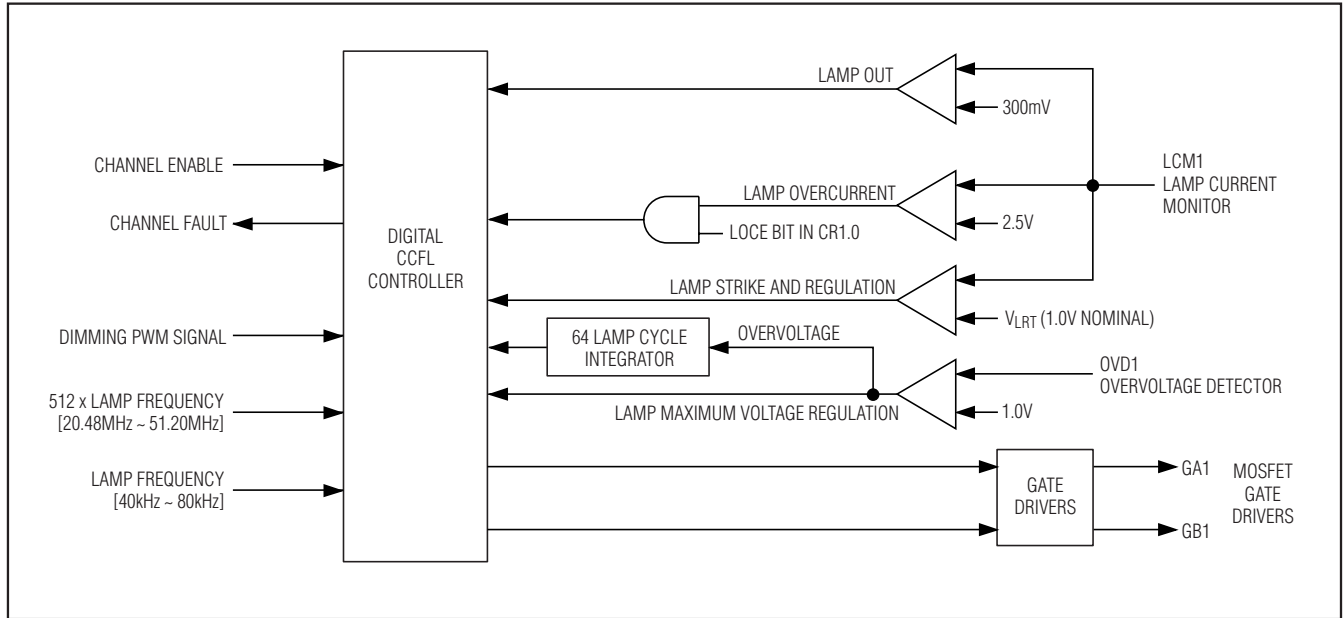 CHANNEL ENABLE
CHANNEL FAULT
DIMMING PWM SIGNAL
512 x LAMP FREQUENCY
[20.48MHz ~ 51.20MHz]
LAMP FREQUENCY
[40kHz ~ 80kHz]
DIGITAL
CCFL
CONTROLLER
LAMP OUT
300mV
LAMP OVERCURRENT
LOCE BIT IN CR1.0
2.5V
LCM1
LAMP CURRENT
MONITOR
LAMP STRIKE AND REGULATION
VLRT (1.0V NOMINAL)
64 LAMP CYCLE
INTEGRATOR
OVERVOLTAGE
LAMP MAXIMUM VOLTAGE REGULATION
OVD1
OVERVOLTAGE DETECTOR
1.0V
GATE
DRIVERS
GA1
GB1
MOSFET
GATE
DRIVERS